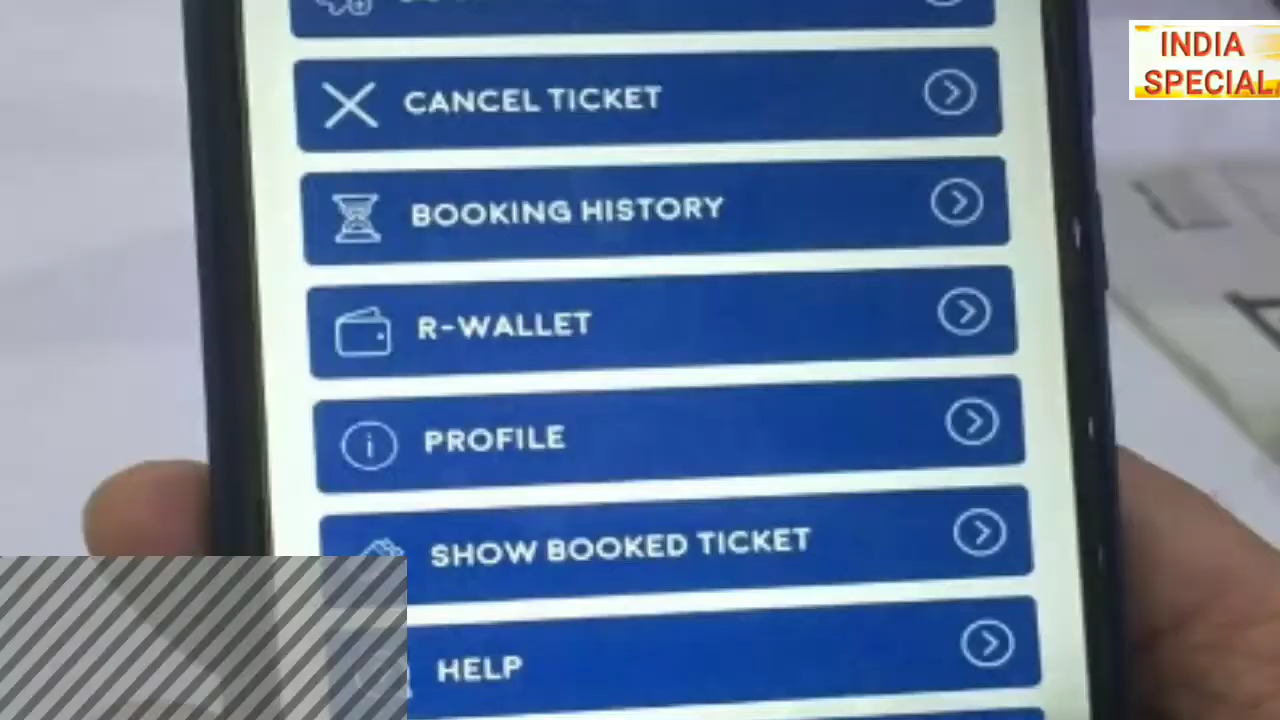 INDIA
SPECIAL
CANCEL TICKET
BOOKING HISTORY
R-WALLET
PROFILE
SHOW BOOKED TICKET
HELP